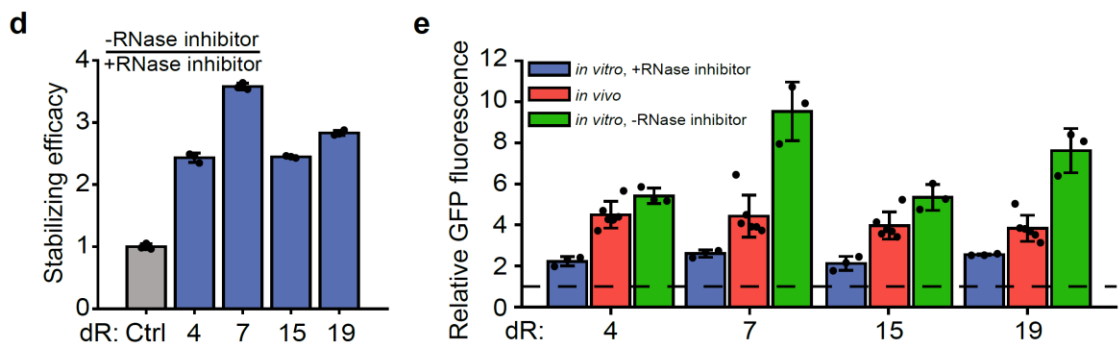 d
-RNase inhibitor
+RNase inhibitor
Stabilizing efficacy
4
3
2
1
0
dR: Ctrl 4 7 15 19
e
Relative GFP fluorescence
12
10
8
6
4
2
0
in vitro, +RNase inhibitor
in vivo
in vitro, -RNase inhibitor
dR: 4 7 15 19